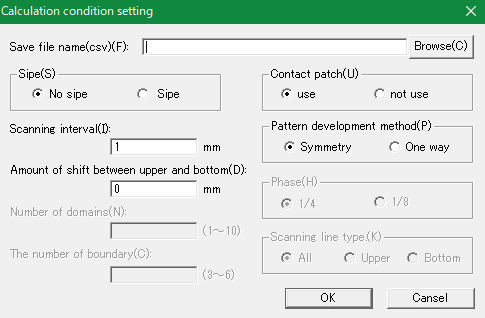 Calculation condition setting
Save file name(csv)(F):
Browse(C)
Sipe(S)
No sipe
Sipe
Contact patch(U)
use
not use
Scanning interval(I):
1
mm
Pattern development method(P)
Symmetry
One way
Amount of shift between upper and bottom(D):
0
mm
Phase(H)
1/4
1/8
Number of domains(N):
(1～10)
The number of boundary(C):
(3～6)
Scanning line type.(K)
All
Upper
Bottom
OK
Cansel